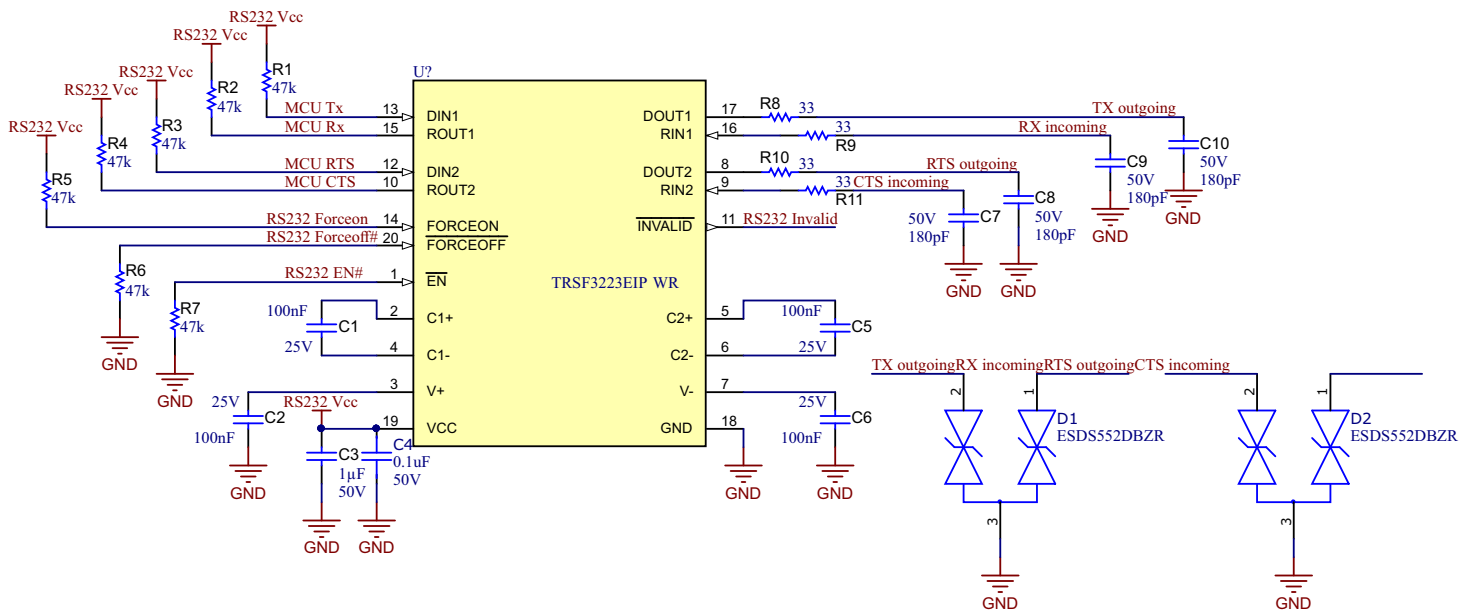 RS232 Vcc
RS232 Vcc
RS232 Vcc
RS232 Vcc
RS232 Vcc
R1
47k
R2
47k
R3
47k
R4
47k
R5
47k
MCU Tx
MCU Rx
MCU RTS
MCU CTS
RS232 Forceon
RS232 Forceoff#
RS232 EN#
R6
47k
R7
47k
GND
GND
U?
13 DIN1
15 ROUT1
12 DIN2
10 ROUT2
14 FORCEON
20 FORCEOFF
1 EN
2 C1+
4 C1-
3 V+
19 VCC
TRSF3223EIP WR
DOUT1 17
RIN1 16
DOUT2 8
RIN2 9
INVALID 11
C2+ 5
C2- 6
V- 7
GND 18
100nF
C1
25V
25V
C2
100nF
GND
RS232 Vcc
C3
1µF
50V
GND
C4
0.1uF
50V
GND
R8 33
TX outgoing
33
R9
RX incoming
R10 33
RTS outgoing
33
R11
CTS incoming
RS232 Invalid
C10
50V
180pF
GND
C9
50V
180pF
GND
C8
50V
180pF
GND
C7
50V
180pF
GND
100nF
C5
25V
25V
C6
100nF
GND
GND
TX outgoing
RX incoming
RTS outgoing
CTS incoming
2
1
D1
ESDS552DBZR
3
GND
2
1
D2
ESDS552DBZR
3
GND